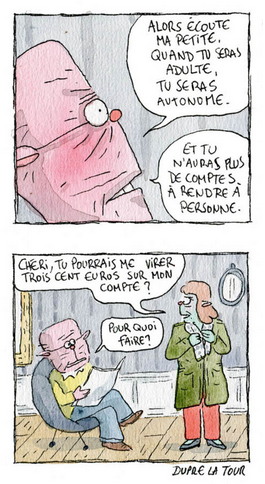 ALORS ÉCOUTE
MA PETITE.
QUAND TU SERAS
ADULTE,
TU SERAS
AUTONOME.
ET TU
N'AURAS PLUS
DE COMPTES
À RENDRE À
PERSONNE.
CHÉRI, TU POURRAIS ME VIRER
TROIS CENT EUROS SUR MON
COMPTE?
POUR QUOI
FAIRE?
DUPRÉ LA TOUR